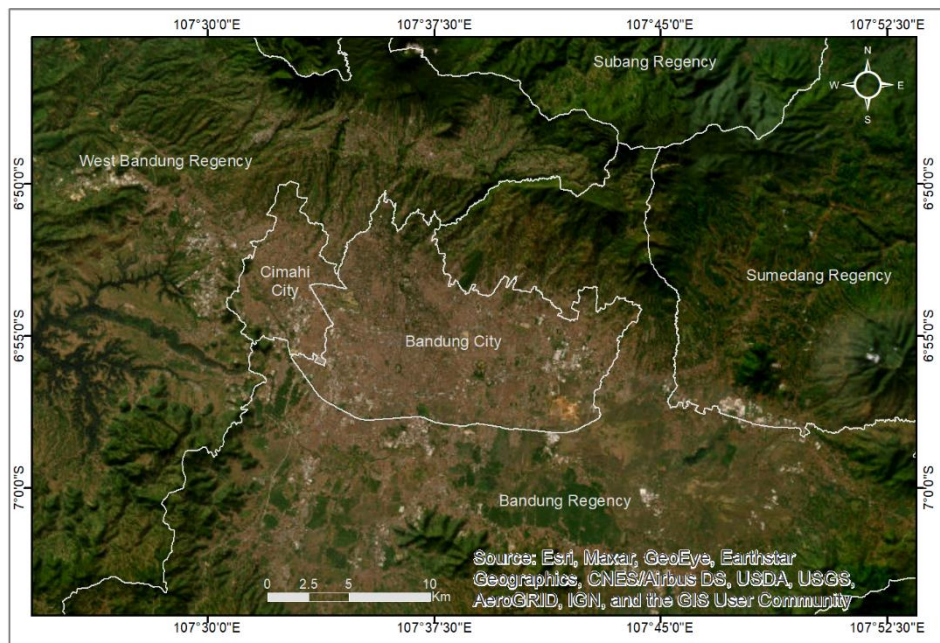 107°30'0"E 107°37'30"E 107°45'0"E 107°52'30"E
N
W E
S
Subang Regency
West Bandung Regency
6°50'0"S 6°50'0"S
Cimahi
City
Sumedang Regency
6°55'0"S 6°55'0"S
Bandung City
7°0'0"S 7°0'0"S
Bandung Regency
Source: Esri, Maxar, GeoEye, Earthstar
Geographics, CNES/Airbus DS, USDA, USGS,
AeroGRID, IGN, and the GIS User Community
0 2.5 5 10
Km
107°30'0"E 107°37'30"E 107°45'0"E 107°52'30"E